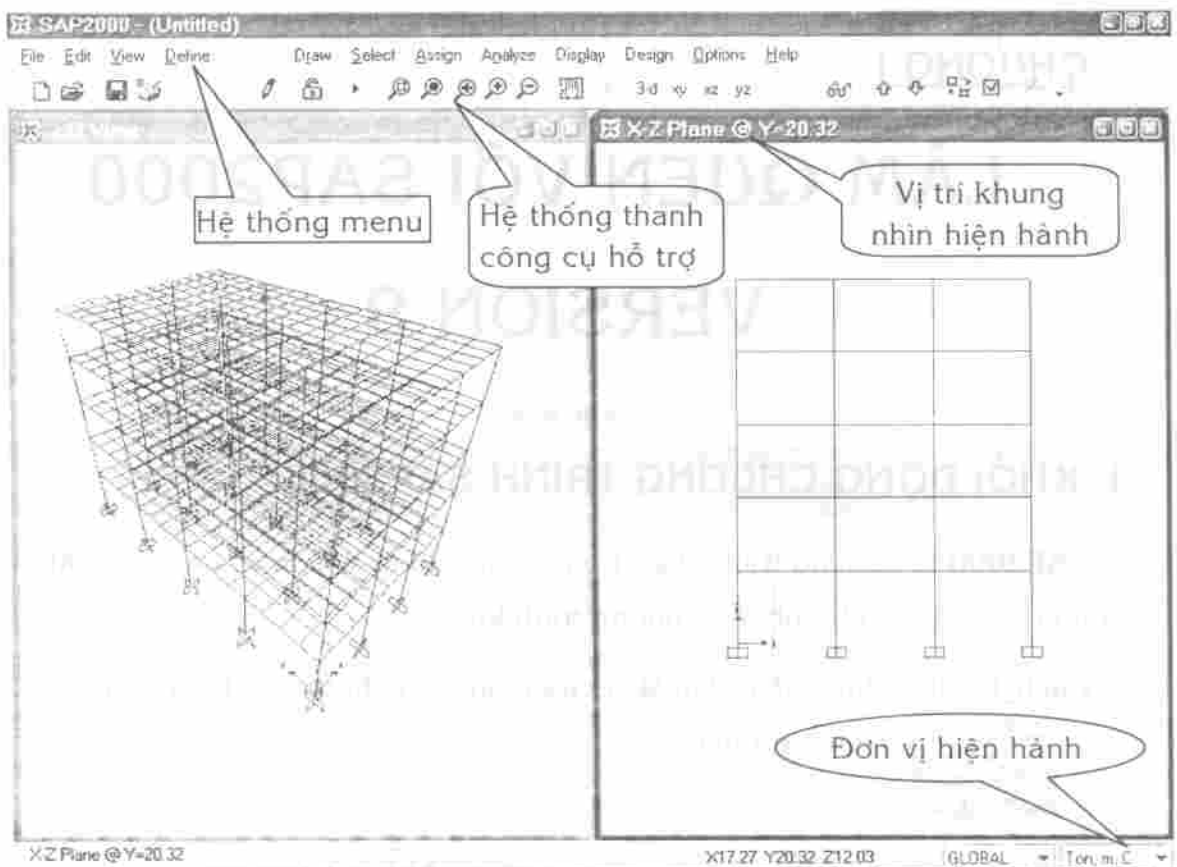 SAP2000 - (Untitled)
File Edit View Define Draw Select Assign Analyze Display Design Options Help
3-d xy xz yz
X-Z Plane @ Y=20.32
Hệ thống menu
Hệ thống thanh
công cụ hỗ trợ
Vị trí khung
nhìn hiện hành
Đơn vị hiện hành
X-Z Plane @ Y=20.32
X17.27 Y20.32 Z12.03
GLOBAL
Ton, m, C